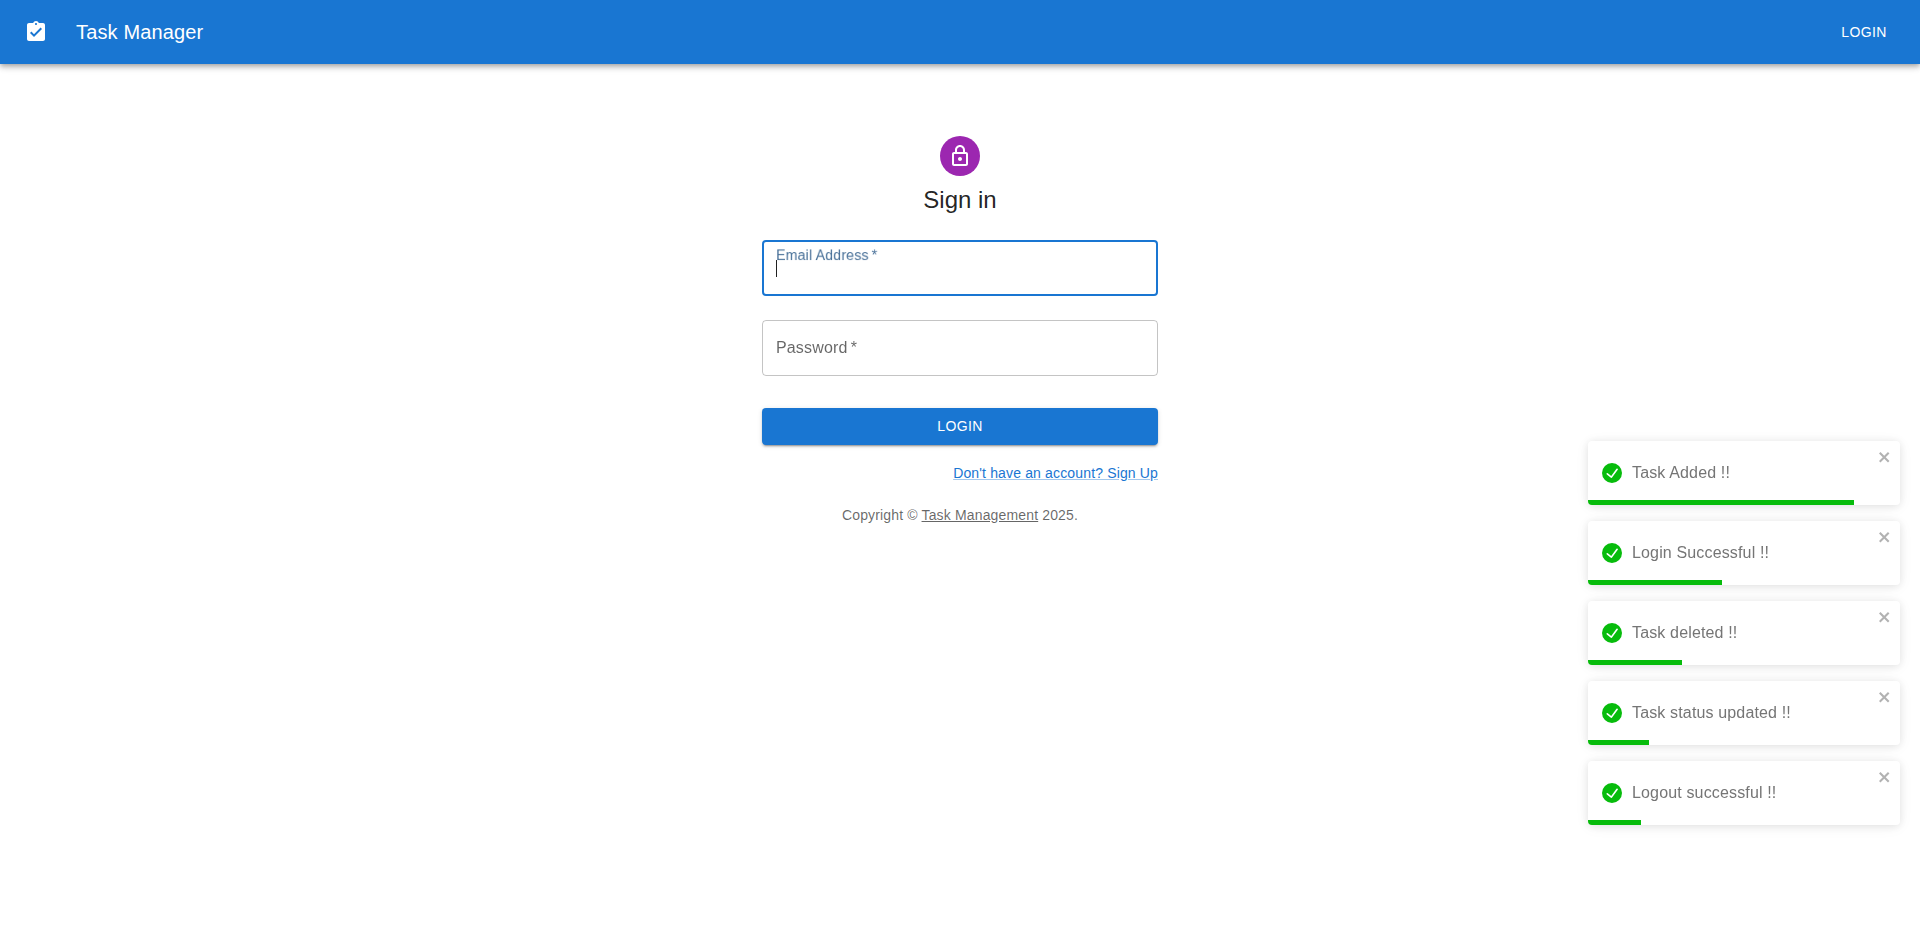 Task Manager
LOGIN
Sign in
Email Address *
Password *
LOGIN
Don't have an account? Sign Up
Copyright © Task Management 2025.
Task Added !!
Login Successful !!
Task deleted !!
Task status updated !!
Logout successful !!